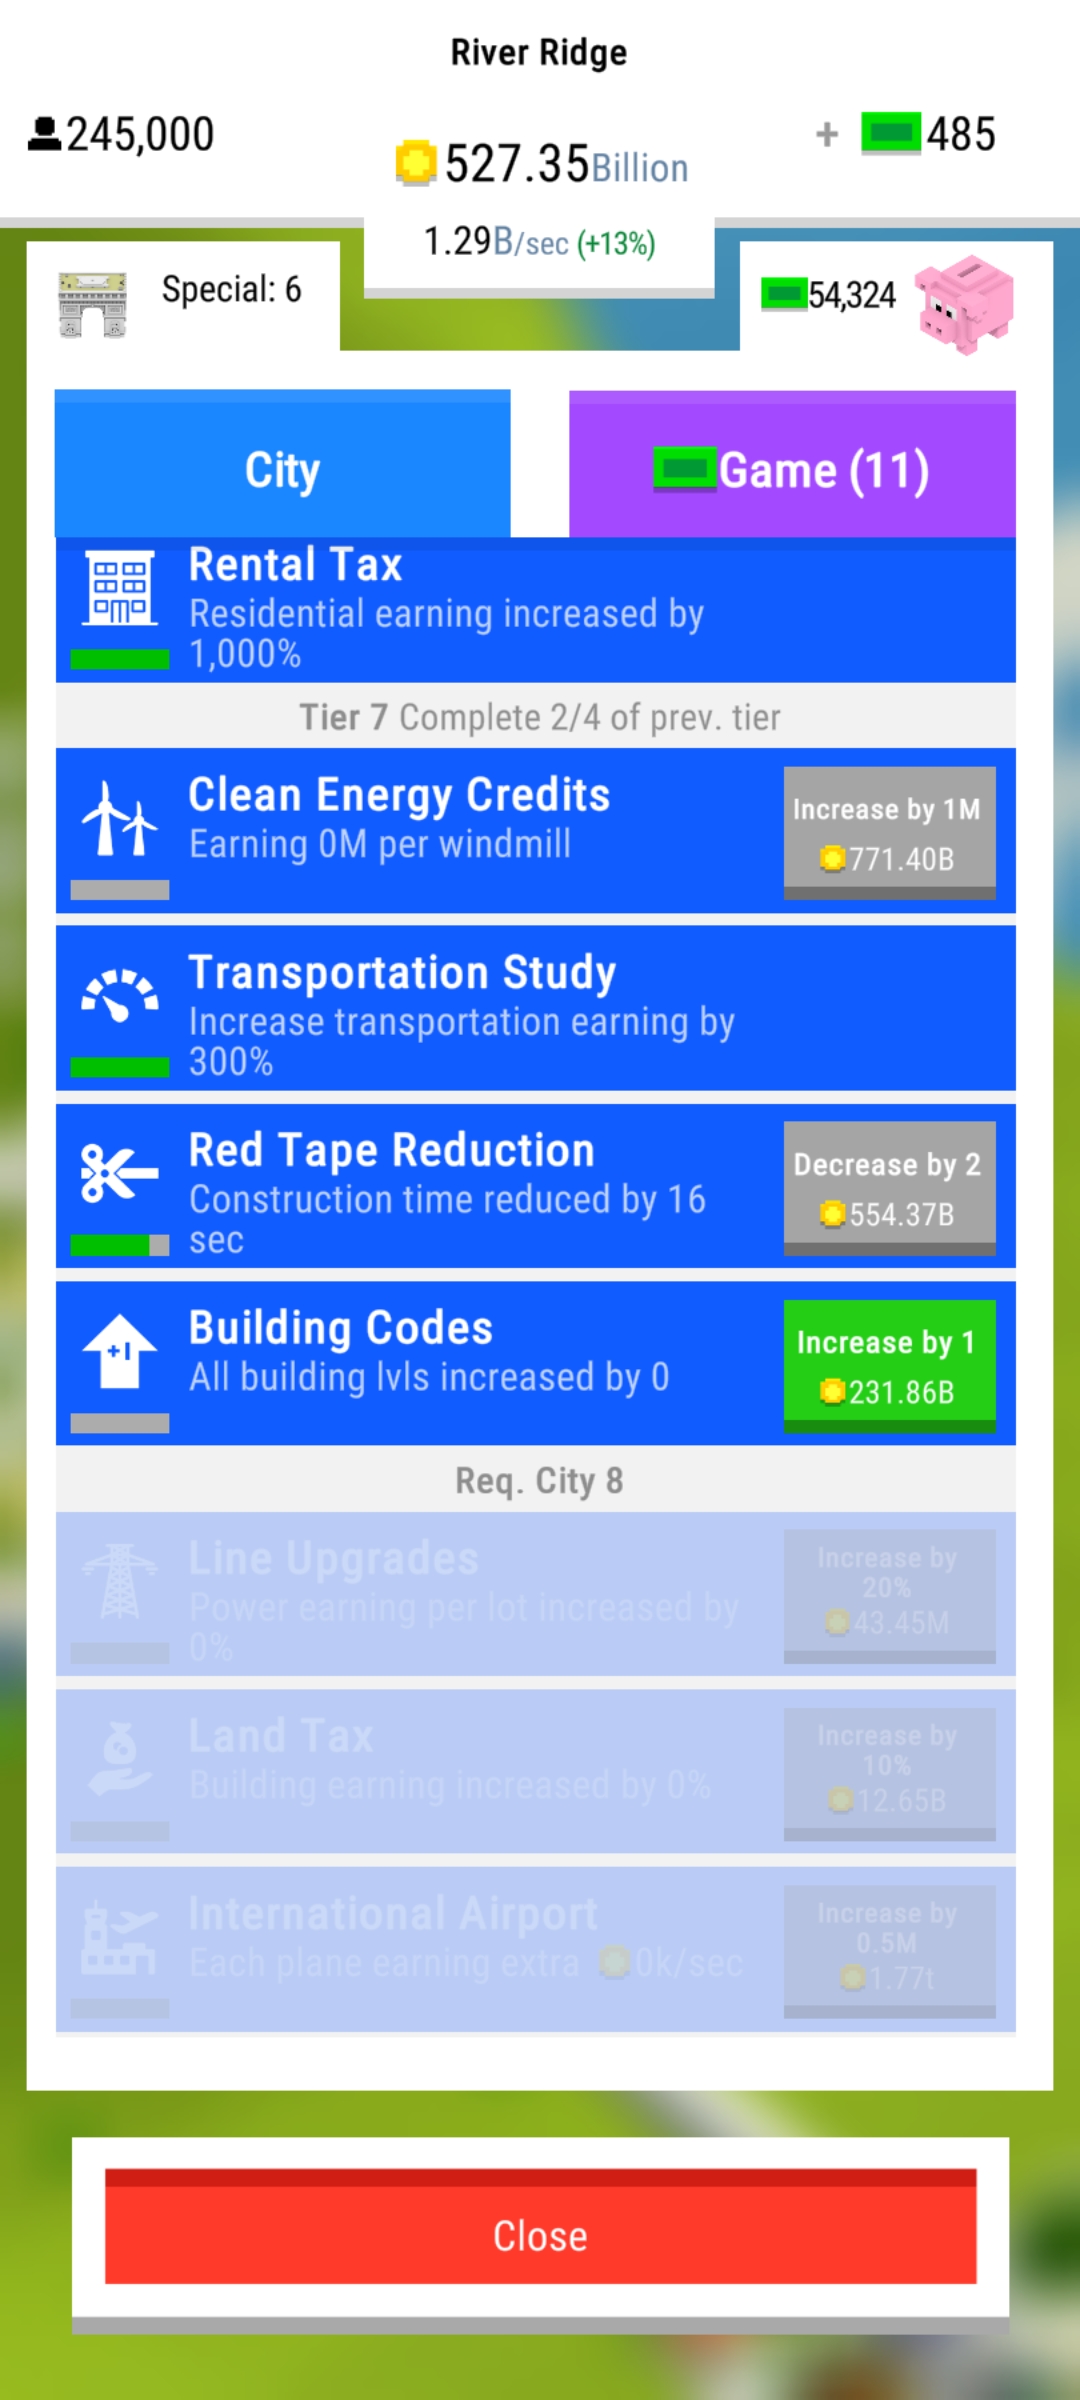 River Ridge
245,000
527.35Billion
+ 485
1.29B/sec (+13%)
Special: 6
54,324
City
Game (11)
Rental Tax
Residential earning increased by
1,000%
Tier 7 Complete 2/4 of prev. tier
Clean Energy Credits
Earning 0M per windmill
Increase by 1M
771.40B
Transportation Study
Increase transportation earning by
300%
Red Tape Reduction
Construction time reduced by 16
sec
Decrease by 2
554.37B
+1
Building Codes
All building lvls increased by 0
Increase by 1
231.86B
Req. City 8
Line Upgrades
Power earning per lot increased by
0%
Increase by
20%
43.45M
Land Tax
Building earning increased by 0%
Increase by
10%
12.65B
International Airport
Each plane earning extra 0k/sec
Increase by
0.5M
1.77t
Close